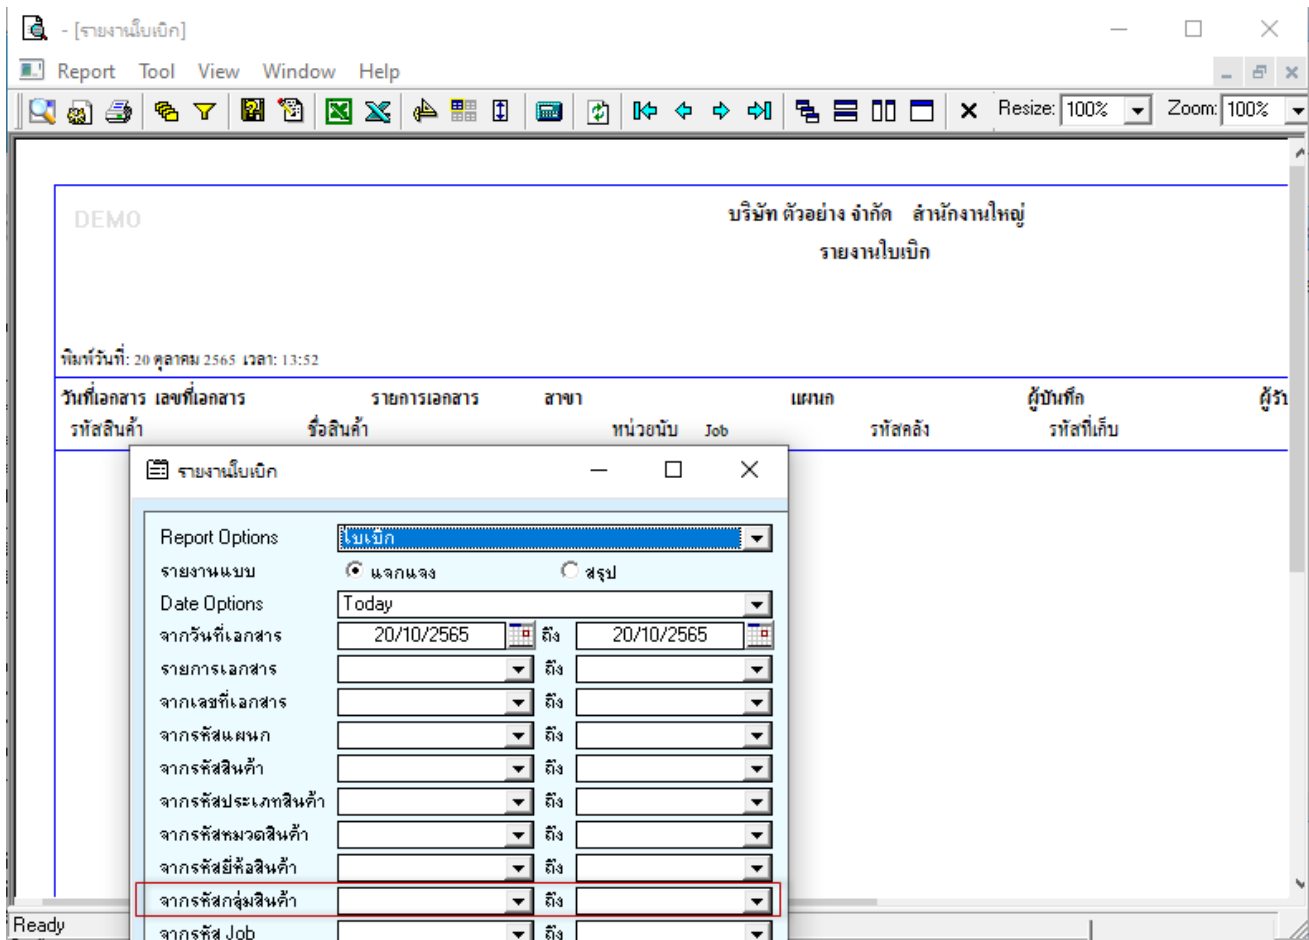 - [รายงานใบเบิก]
Report Tool View Window Help
Resize: 100% Zoom: 100%
DEMO
บริษัท ตัวอย่าง จำกัด สำนักงานใหญ่
รายงานใบเบิก
พิมพ์วันที่: 20 ตุลาคม 2565 เวลา: 13:52
วันที่เอกสาร เลขที่เอกสาร รายการเอกสาร สาขา แผนก ผู้บันทึก
รหัสสินค้า ชื่อสินค้า หน่วยนับ Job รหัสคลัง รหัสที่เก็บ
รายงานใบเบิก
Report Options ใบเบิก
รายงานแบบ แจกแจง สรุป
Date Options Today
จากวันที่เอกสาร 20/10/2565 ถึง 20/10/2565
รายการเอกสาร ถึง
จากเลขที่เอกสาร ถึง
จากรหัสแผนก ถึง
จากรหัสสินค้า ถึง
จากรหัสประเภทสินค้า ถึง
จากรหัสหมวดสินค้า ถึง
จากรหัสยี่ห้อสินค้า ถึง
จากรหัสกลุ่มสินค้า ถึง
จากรหัส Job ถึง
Ready